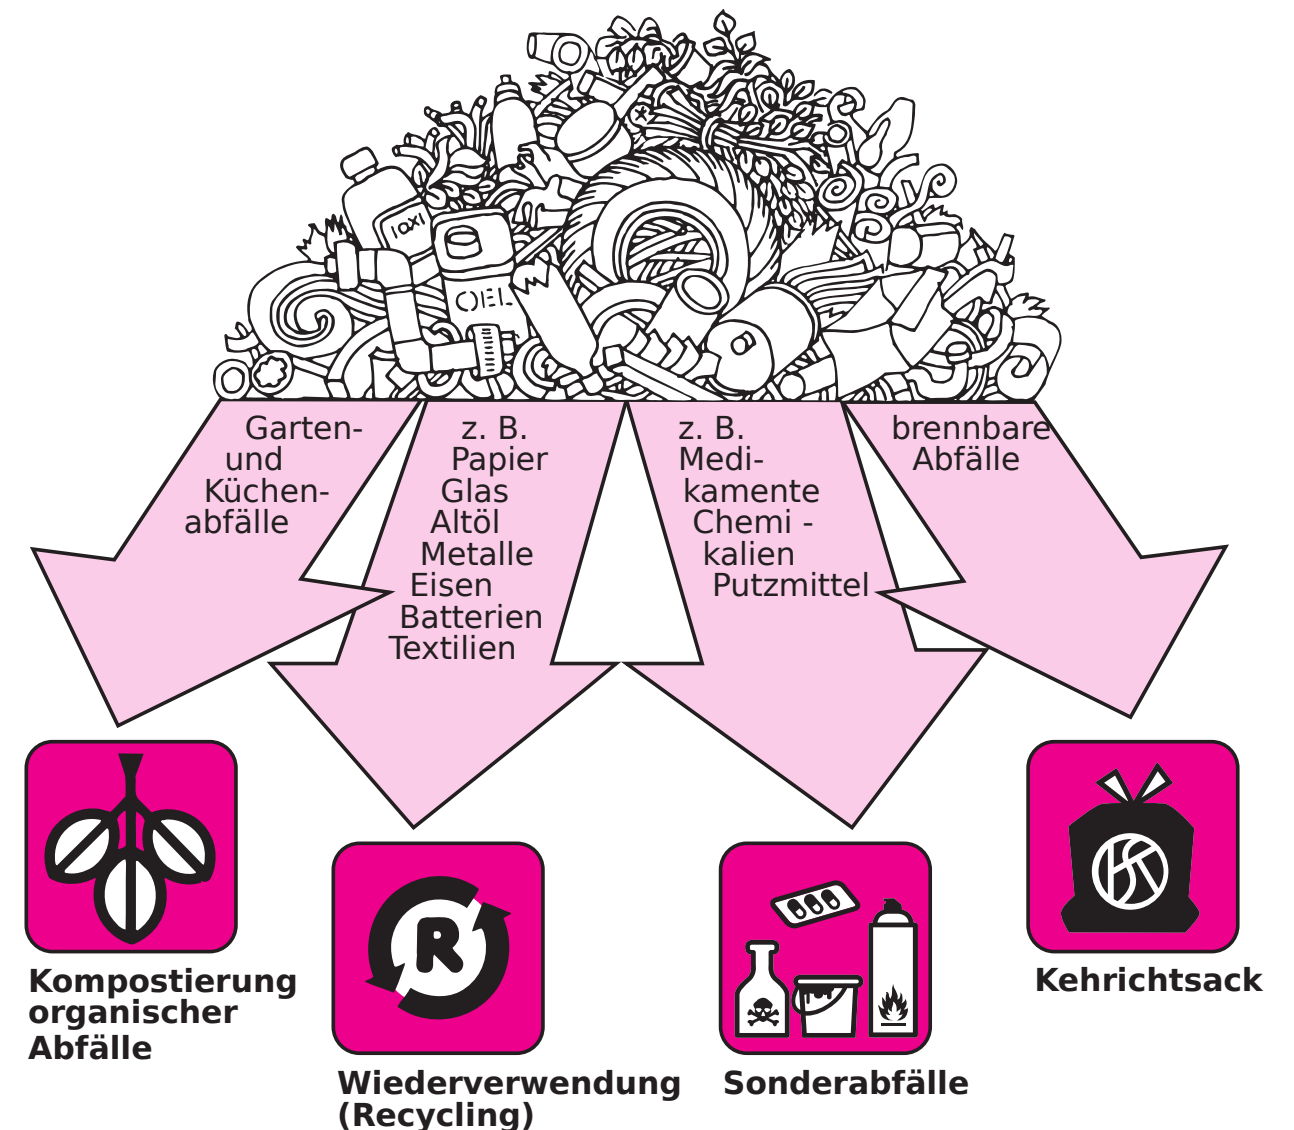 IOXI
OEL
Garten-
und
Küchen-
abfälle
z. B.
Papier
Glas
Altöl
Metalle
Eisen
Batterien
Textilien
z. B.
Medi-
kamente
Chemi -
kalien
Putzmittel
brennbare
Abfälle
R
Kompostierung
organischer
Abfälle
Wiederverwendung
(Recycling)
Sonderabfälle
Kehrichtsack